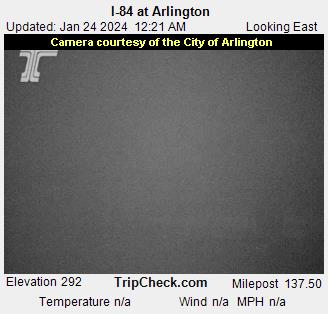 I-84 at Arlington
Updated: Jan 24 2024 12:21 AM Looking East
Camera courtesy of the City of Arlington
Elevation 292 TripCheck.com Milepost 137.50
Temperature n/a Wind n/a MPH n/a